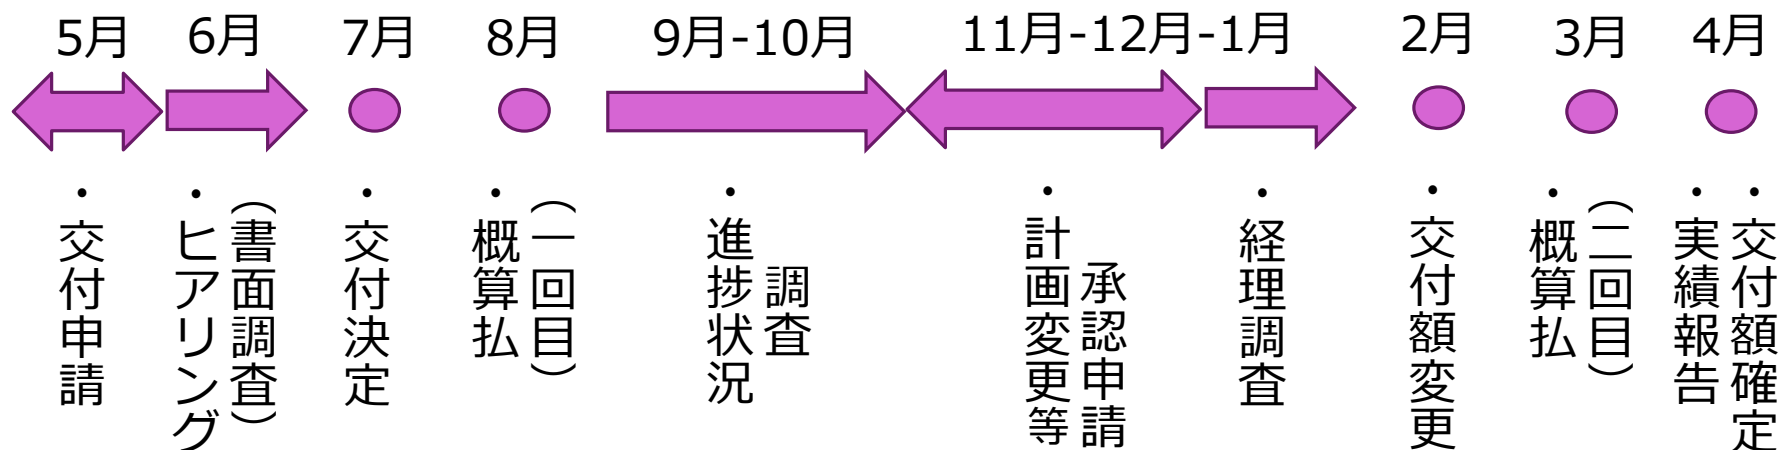 5月
6月
7月
8月
9月-10月
11月-12月-1月
2月
3月
4月
・交付申請
・ヒアリング
（書面調査）
・交付決定
・概算払
（一回目）
・進捗状況
調査
・計画変更等
承認申請
・経理調査
・交付額変更
・概算払
（二回目）
・実績報告
・交付額確定